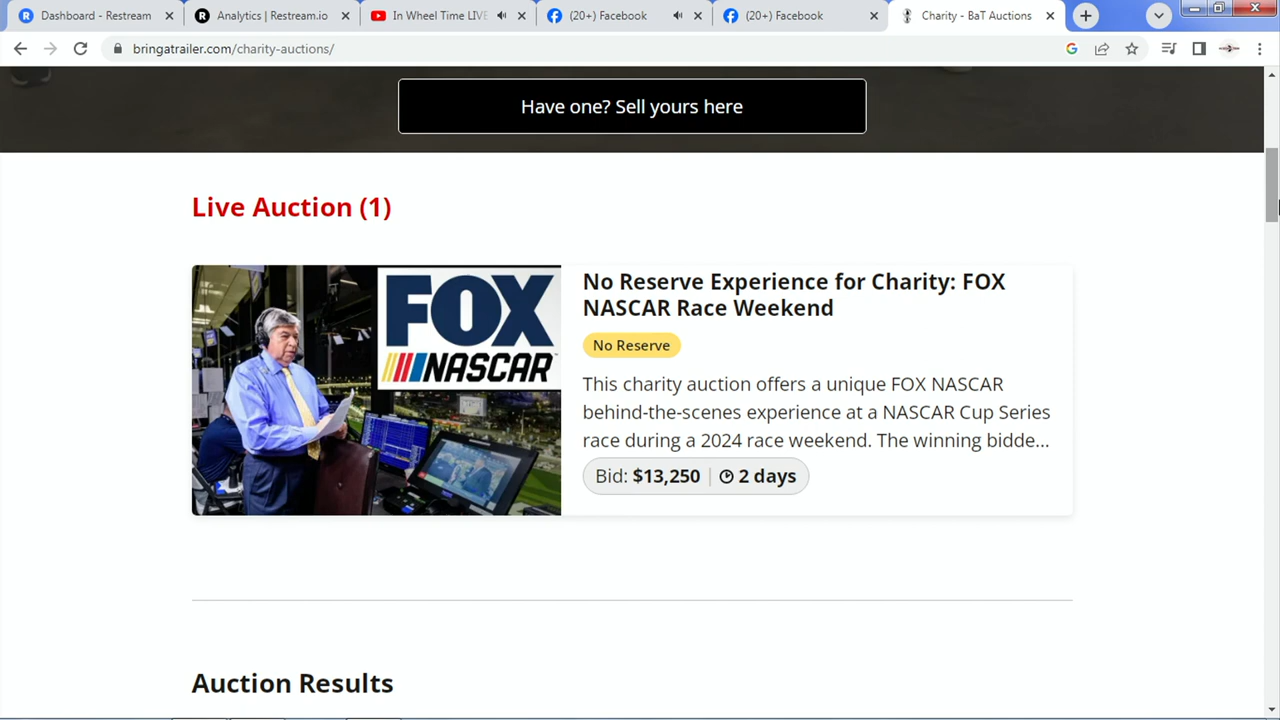 Dashboard - Restream
Analytics | Restream.io
In Wheel Time LIVE
(20+) Facebook
(20+) Facebook
Charity - BaT Auctions
bringatrailer.com/charity-auctions/
Have one? Sell yours here
Live Auction (1)
FOX
NASCAR
No Reserve Experience for Charity: FOX
NASCAR Race Weekend
No Reserve
This charity auction offers a unique FOX NASCAR
behind-the-scenes experience at a NASCAR Cup Series
race during a 2024 race weekend. The winning bidde...
Bid: $13,250 | 2 days
Auction Results